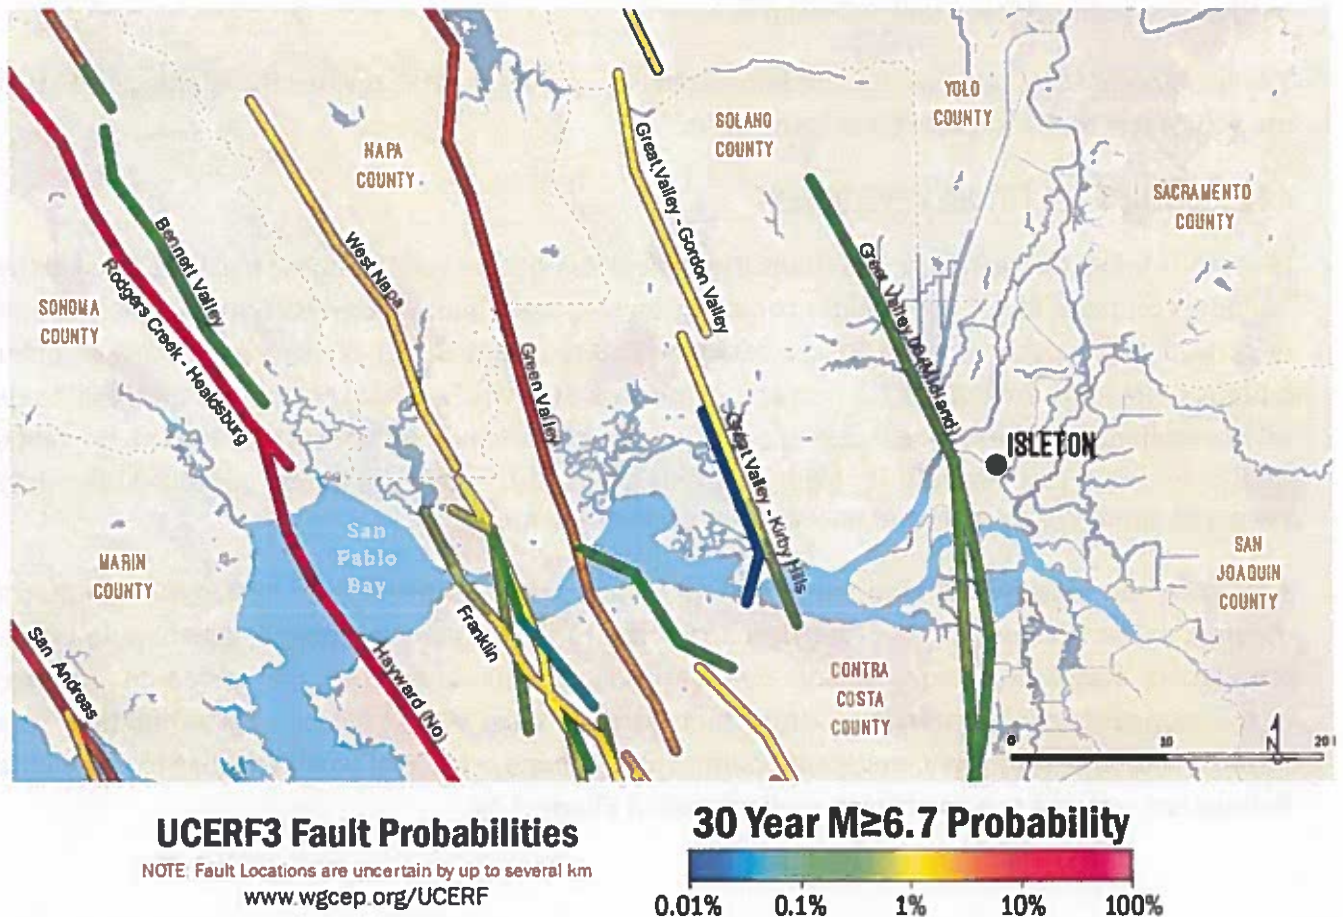 YOLO
COUNTY
SOLANO
COUNTY
NAPA
COUNTY
SACRAMENTO
COUNTY
Great Valley - Gordon Valley
Bennett Valley
West Napa
Rodgers Creek - Healdsburg
SONOMA
COUNTY
Great Valley 08 (Midland)
Green Valley
Great Valley - Kirby Hills
ISLETON
San
Pablo
Bay
MARIN
COUNTY
SAN
JOAQUIN
COUNTY
Franklin
San Andreas
Hayward (No)
CONTRA
COSTA
COUNTY
N
0 10 20
UCERF3 Fault Probabilities
NOTE: Fault Locations are uncertain by up to several km
www.wgcep.org/UCERF
30 Year M≥6.7 Probability
0.01% 0.1% 1% 10% 100%